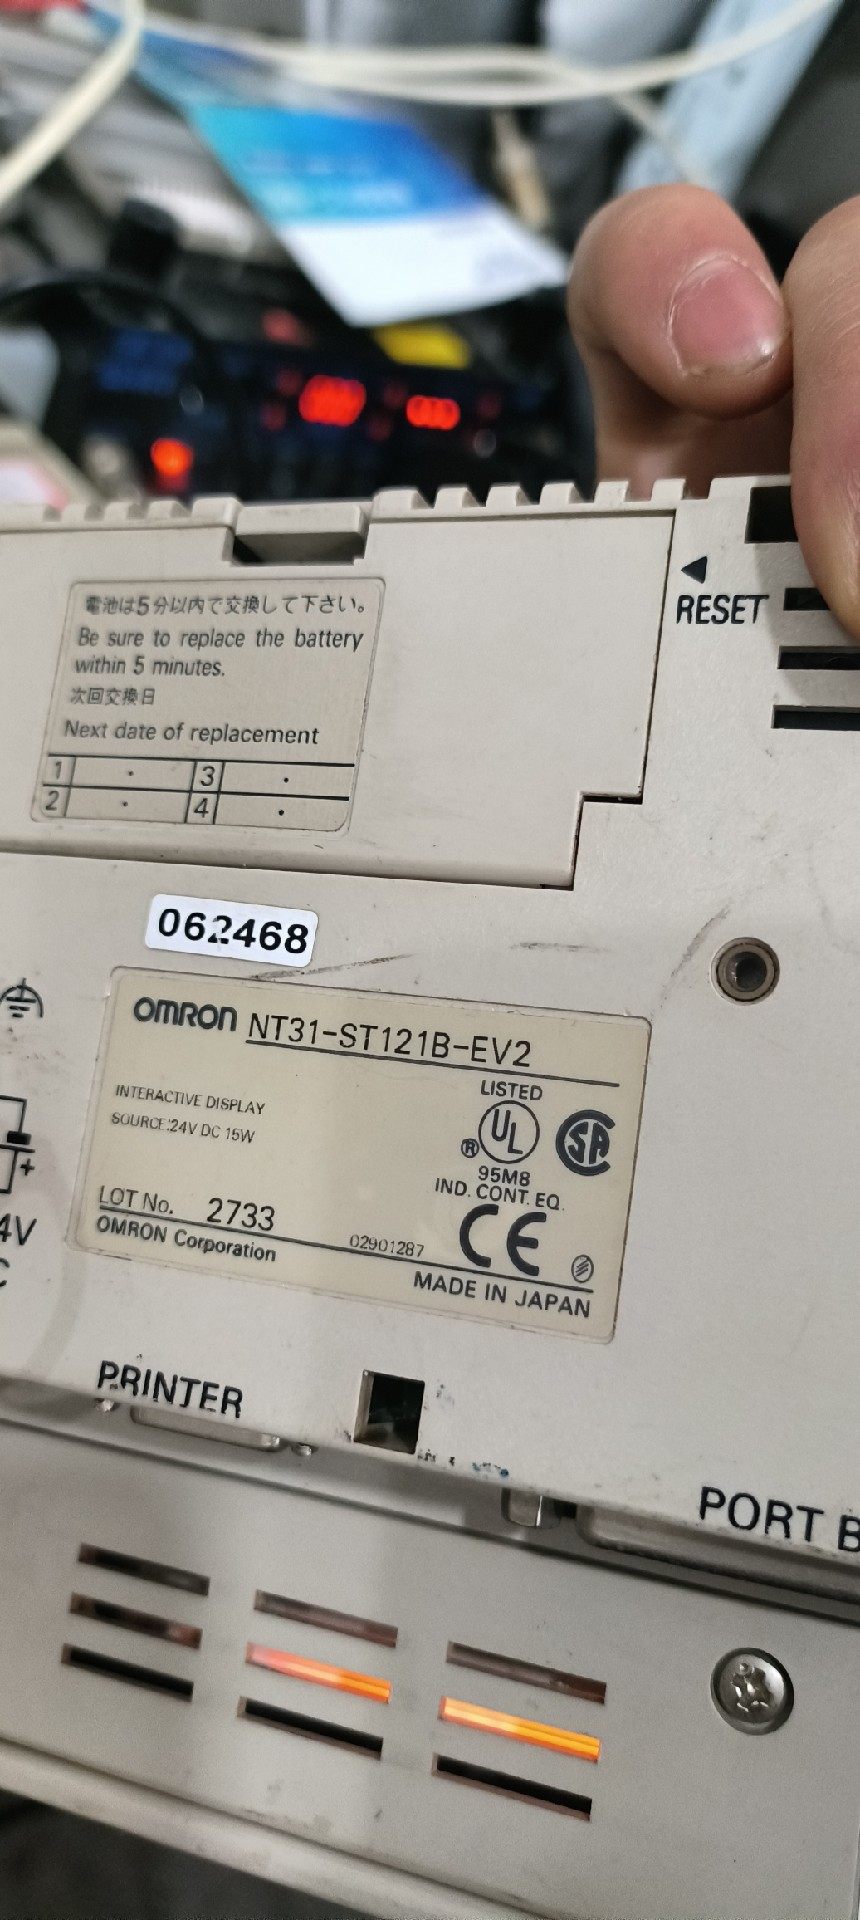 RESET
電池は5分以内で交換して下さい。
Be sure to replace the battery
within 5 minutes.
次回交換日
Next date of replacement
1 · 3 ·
2 · 4 ·
062468
OMRON NT31-ST121B-EV2
INTERACTIVE DISPLAY
SOURCE:24V DC 15W
LISTED
UL
®
SA
95M8
IND. CONT. EQ.
LOT No. 2733
OMRON Corporation
02901287
CE
MADE IN JAPAN
+
4V
C
PRINTER
PORT B